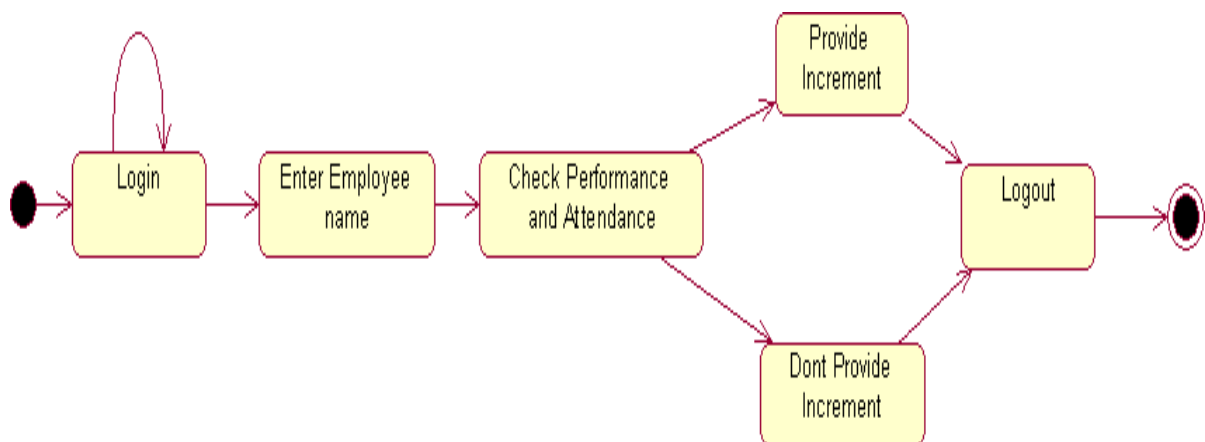 Provide
Increment
Login
Enter Employee
name
Check Performance
and Attendance
Logout
Dont Provide
Increment